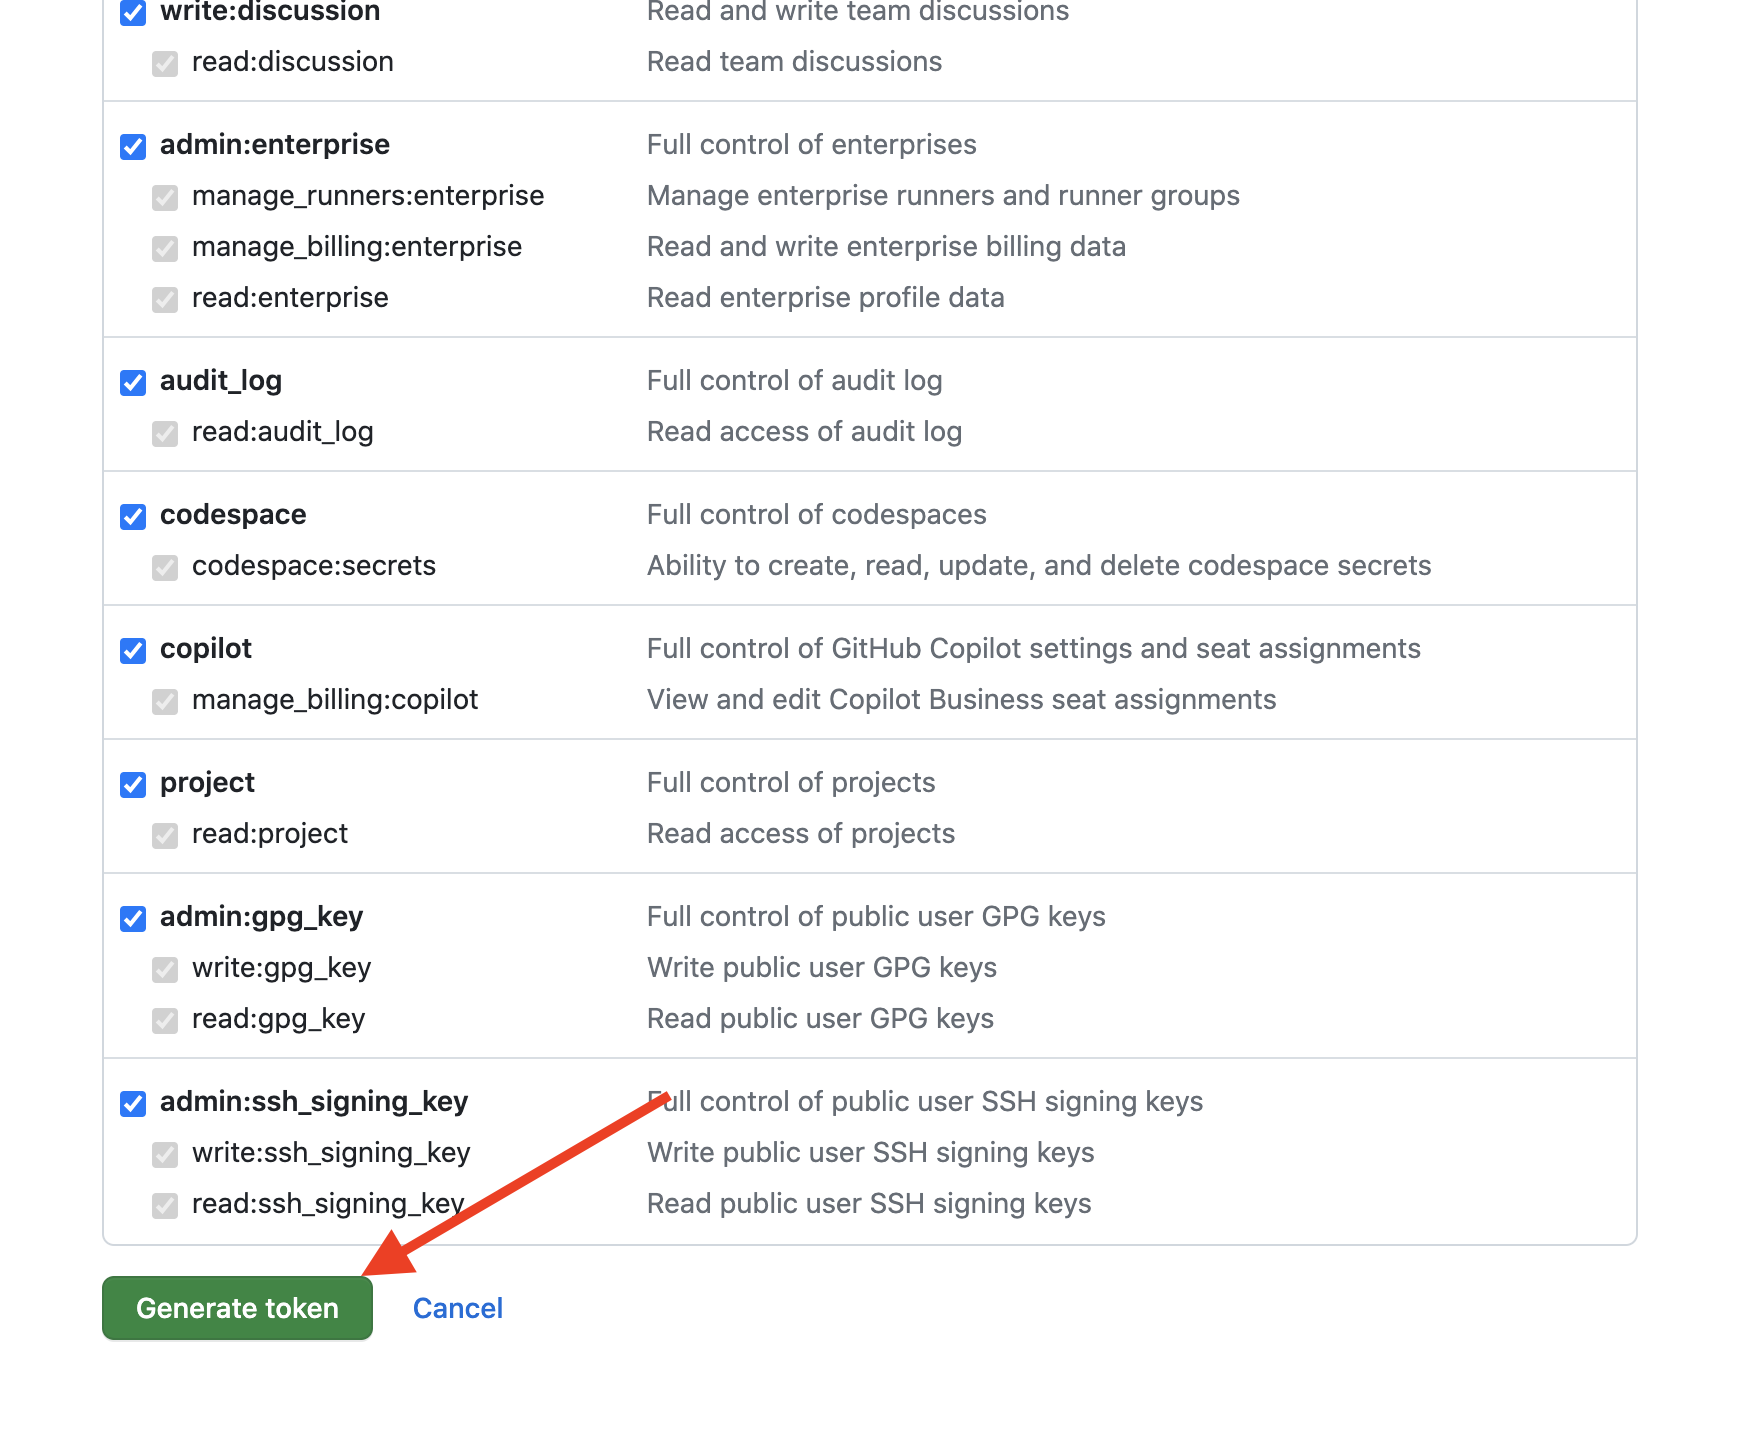 write:discussion Read and write team discussions
read:discussion Read team discussions
admin:enterprise Full control of enterprises
manage_runners:enterprise Manage enterprise runners and runner groups
manage_billing:enterprise Read and write enterprise billing data
read:enterprise Read enterprise profile data
audit_log Full control of audit log
read:audit_log Read access of audit log
codespace Full control of codespaces
codespace:secrets Ability to create, read, update, and delete codespace secrets
copilot Full control of GitHub Copilot settings and seat assignments
manage_billing:copilot View and edit Copilot Business seat assignments
project Full control of projects
read:project Read access of projects
admin:gpg_key Full control of public user GPG keys
write:gpg_key Write public user GPG keys
read:gpg_key Read public user GPG keys
admin:ssh_signing_key Full control of public user SSH signing keys
write:ssh_signing_key Write public user SSH signing keys
read:ssh_signing_key Read public user SSH signing keys
Generate token Cancel